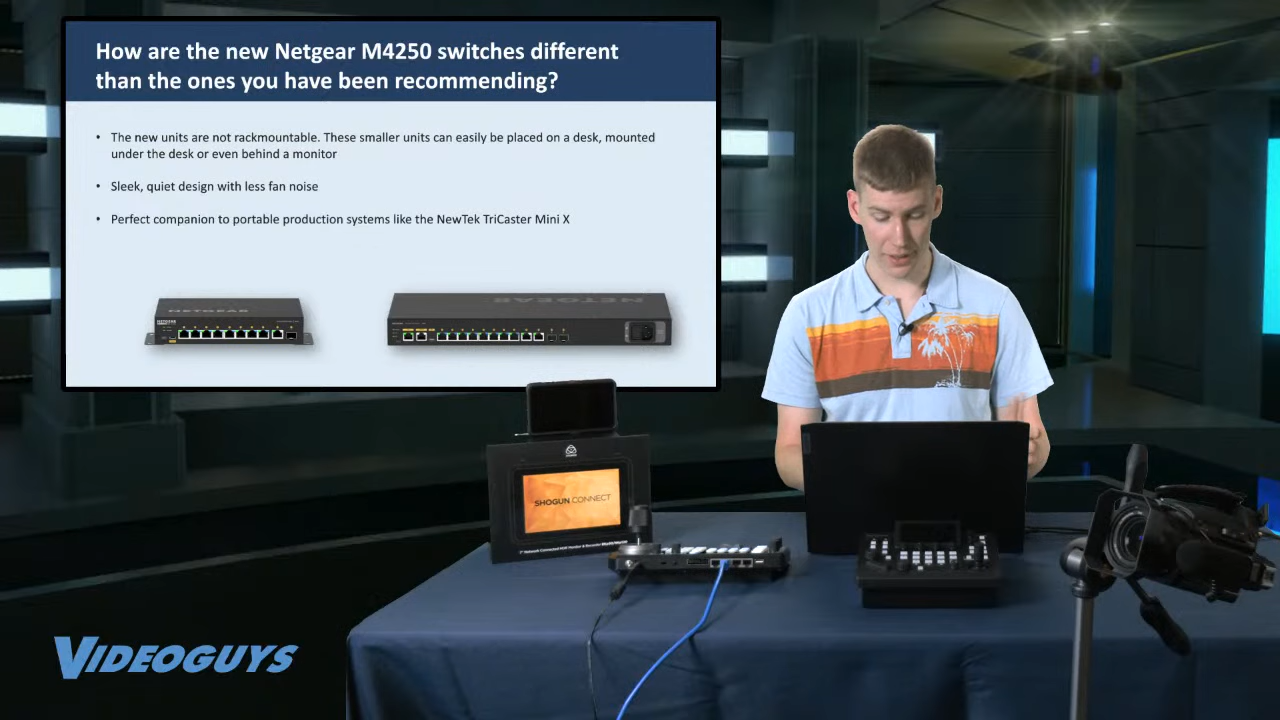 How are the new Netgear M4250 switches different
than the ones you have been recommending?
• The new units are not rackmountable. These smaller units can easily be placed on a desk, mounted
under the desk or even behind a monitor
• Sleek, quiet design with less fan noise
• Perfect companion to portable production systems like the NewTek TriCaster Mini X
NETGEAR
NETGEAR
SHOGUN CONNECT
VIDEOGUYS